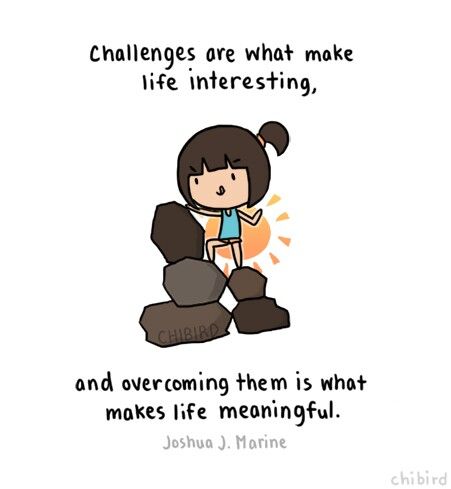 Challenges are what make
life interesting,
CHIBIRD
and overcoming them is what
makes life meaningful.
Joshua J. Marine
chibird